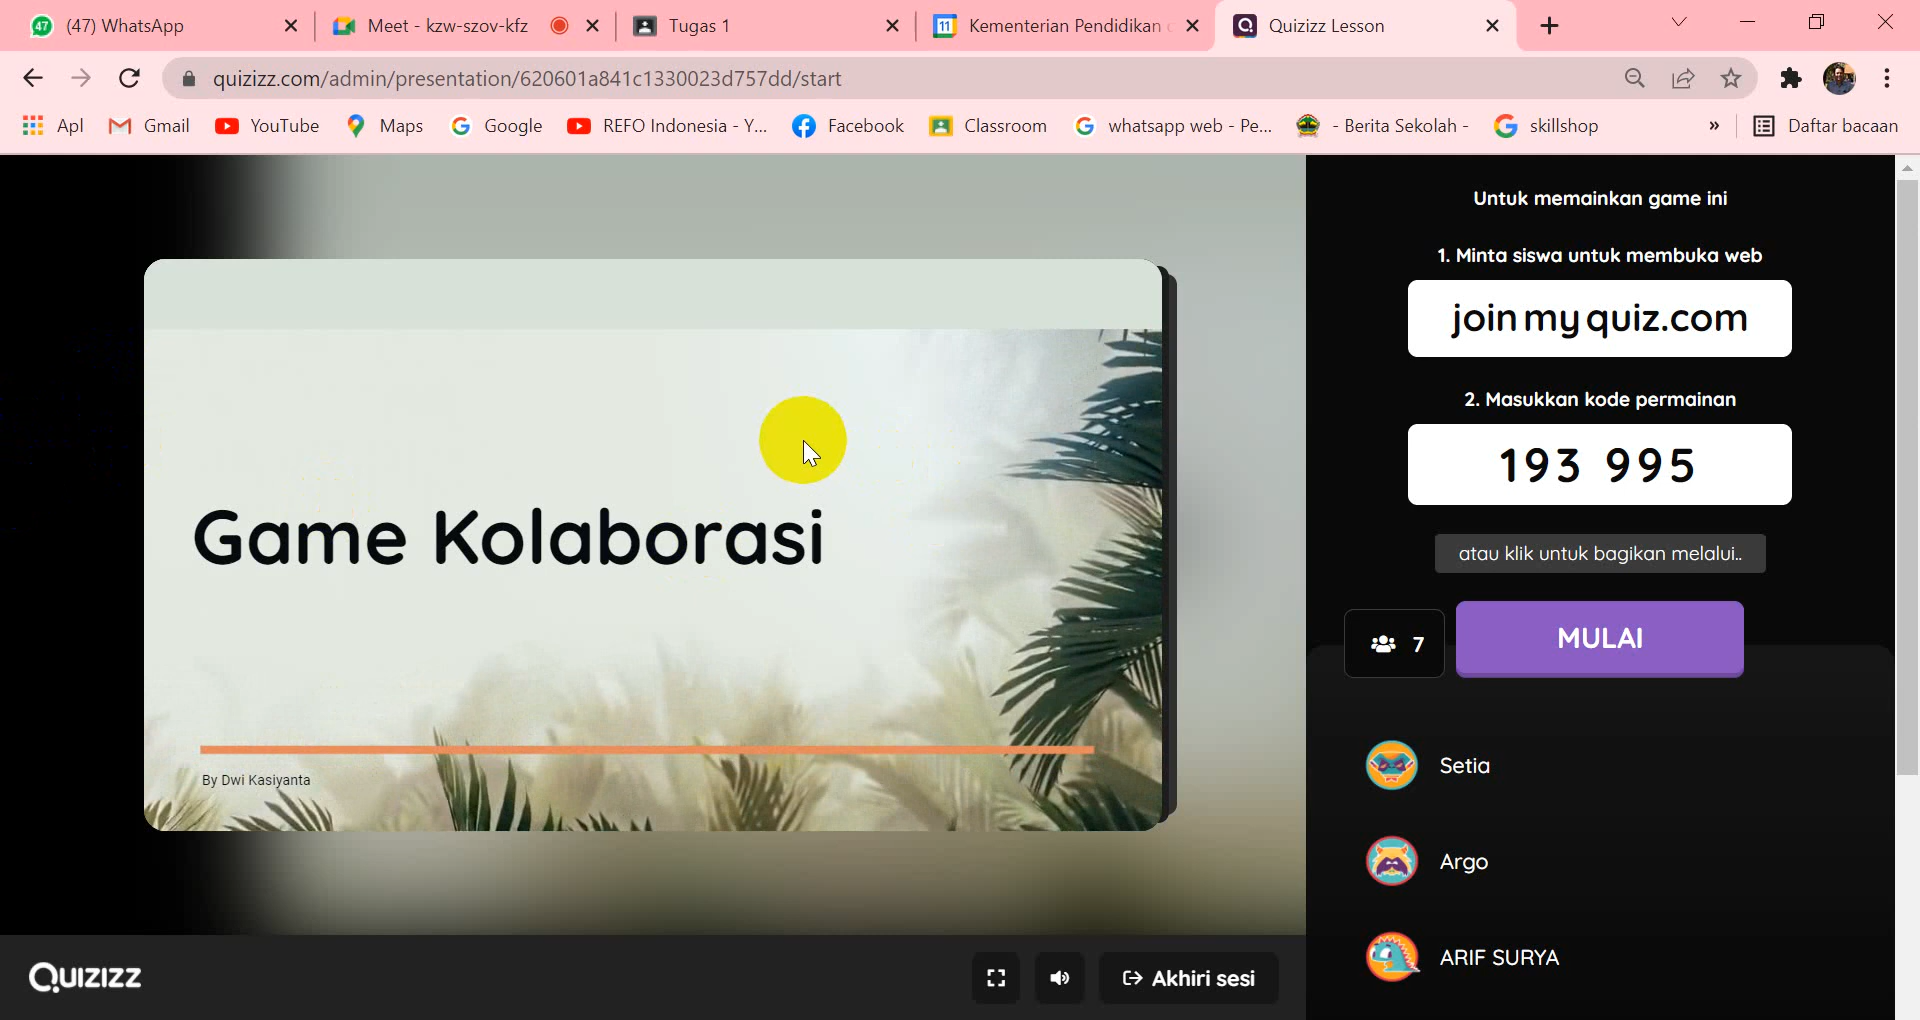 47 (47) WhatsApp
Meet - kzw-szov-kfz
Tugas 1
11 Kementerian Pendidikan
Quizizz Lesson
quizizz.com/admin/presentation/620601a841c1330023d757dd/start
Apl
Gmail
YouTube
Maps
Google
REFO Indonesia - Y...
Facebook
Classroom
whatsapp web - Pe...
- Berita Sekolah -
skillshop
»
Daftar bacaan
Game Kolaborasi
By Dwi Kasiyanta
Untuk memainkan game ini
1. Minta siswa untuk membuka web
joinmyquiz.com
2. Masukkan kode permainan
193 995
atau klik untuk bagikan melalui..
7
MULAI
Setia
Argo
ARIF SURYA
QUIZIZZ
Akhiri sesi